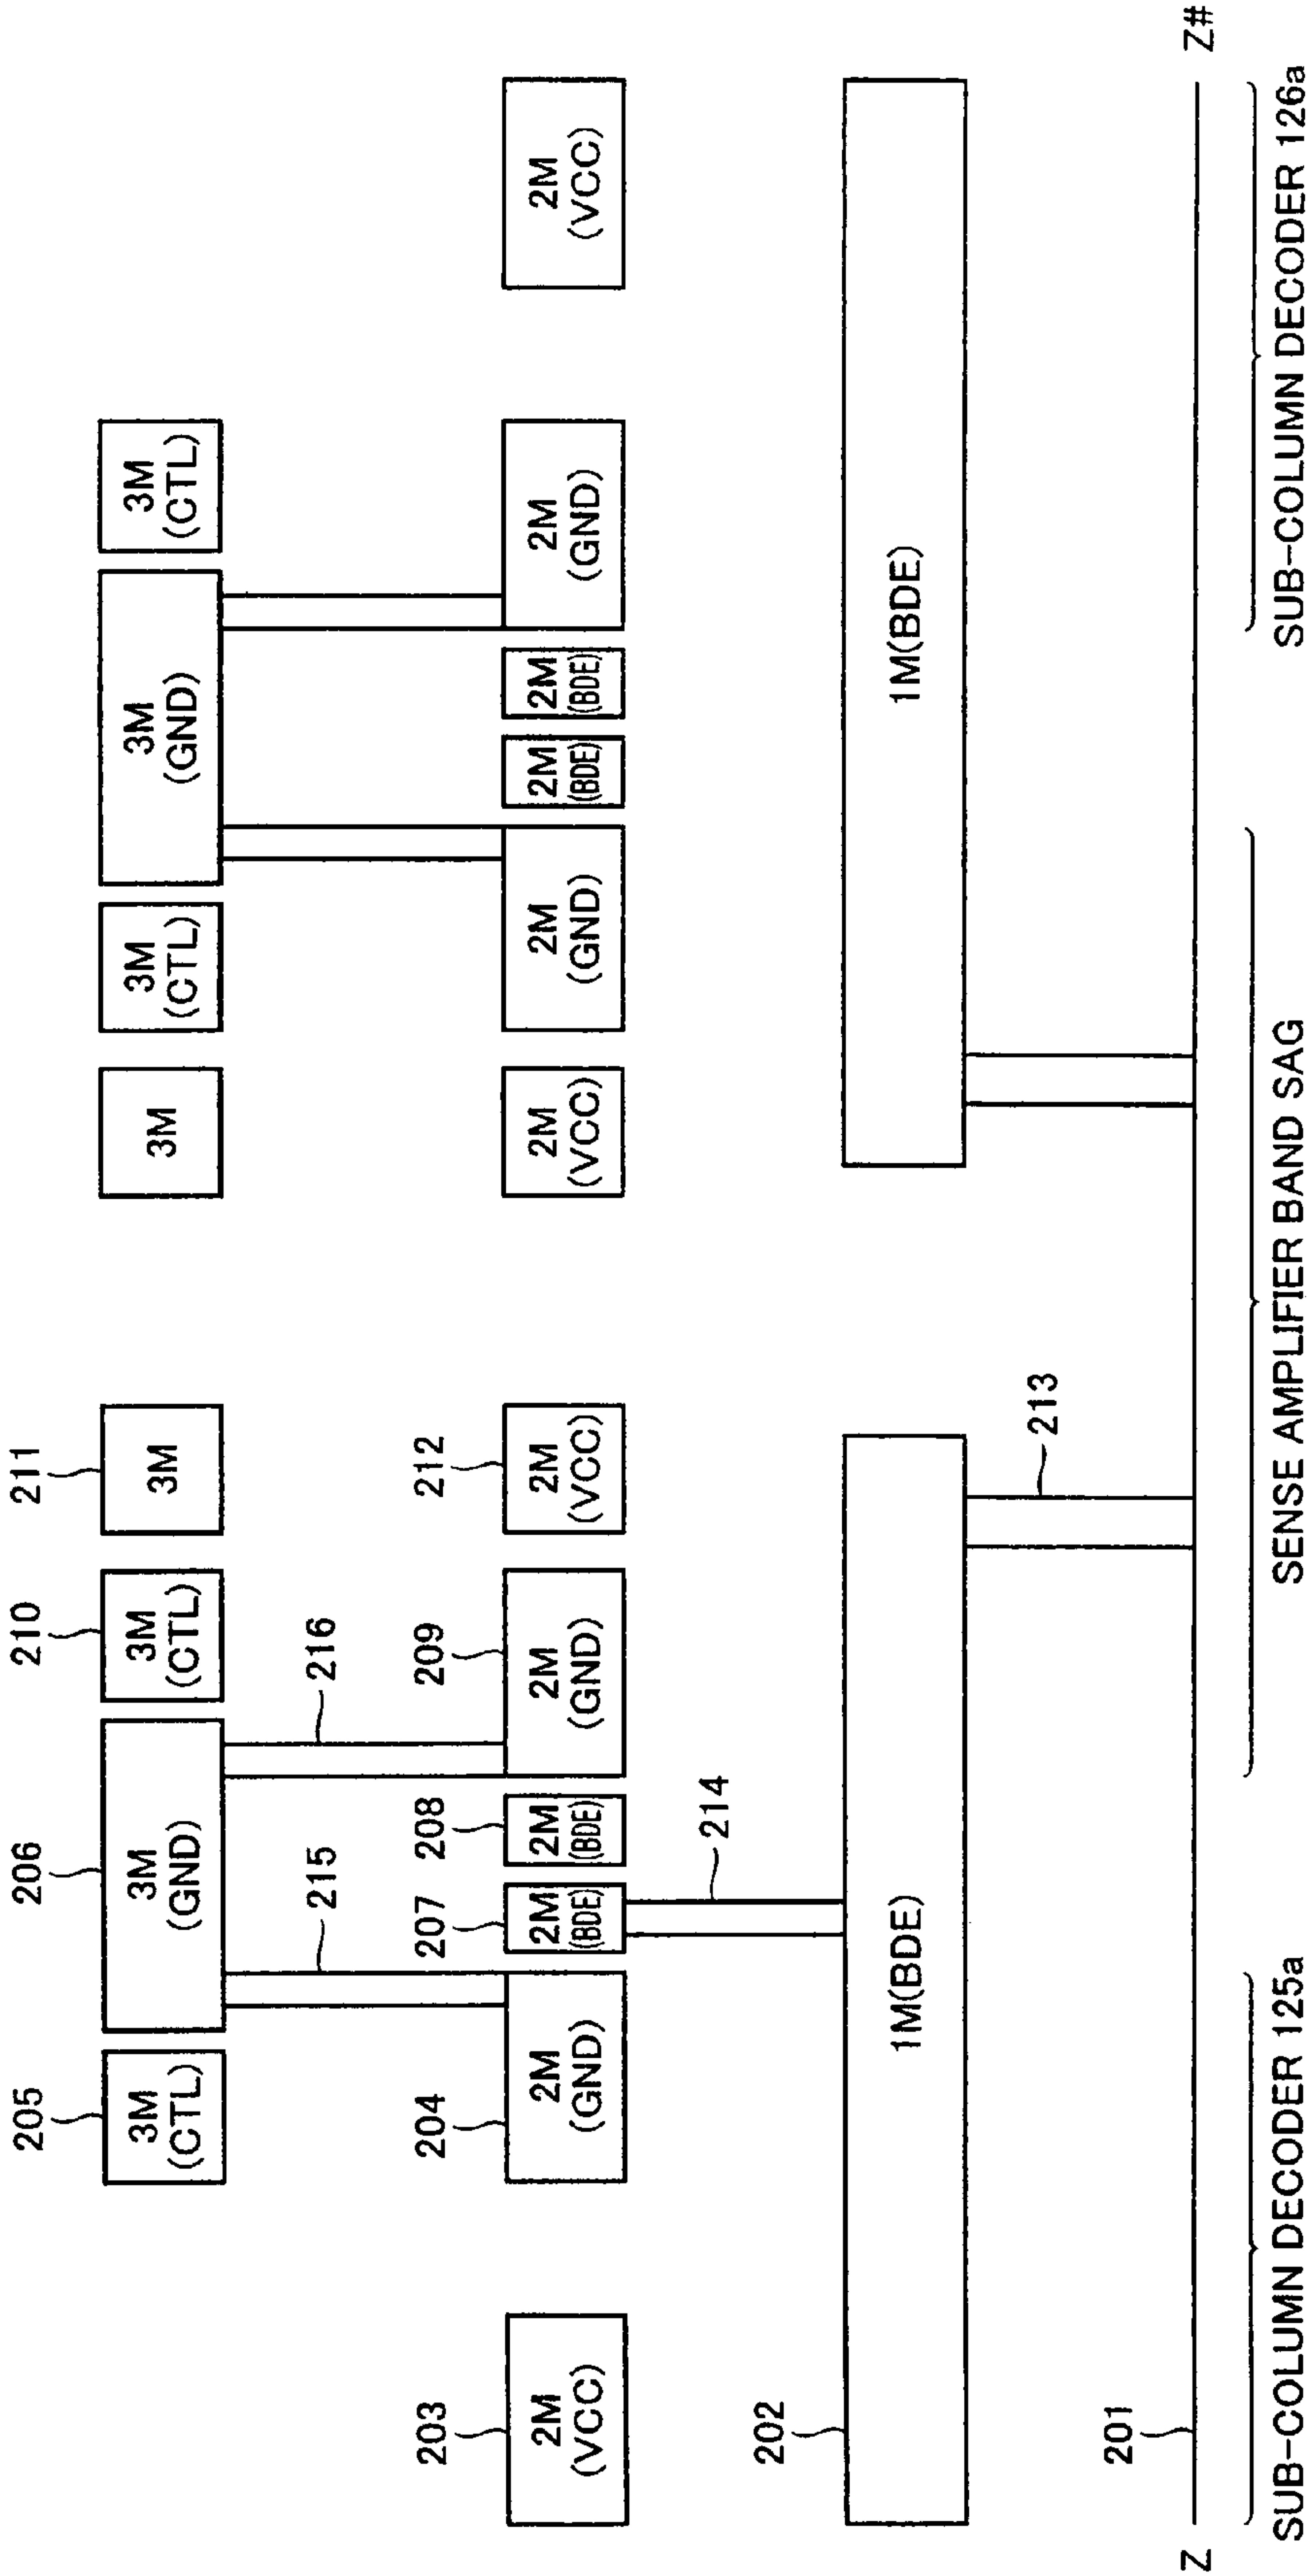 205
206
210
211
3M
(CTL)
3M
(GND)
3M
(CTL)
3M
3M
3M
(CTL)
3M
(GND)
3M
(CTL)
215
216
203
204
207
208
209
212
2M
(VCC)
2M
(GND)
2M
(BDE)
2M
(BDE)
2M
(GND)
2M
(VCC)
2M
(VCC)
2M
(GND)
2M
(BDE)
2M
(BDE)
2M
(GND)
2M
(VCC)
214
202
1M(BDE)
1M(BDE)
213
201
Z
Z#
SUB-COLUMN DECODER 125a
SENSE AMPLIFIER BAND SAG
SUB-COLUMN DECODER 126a